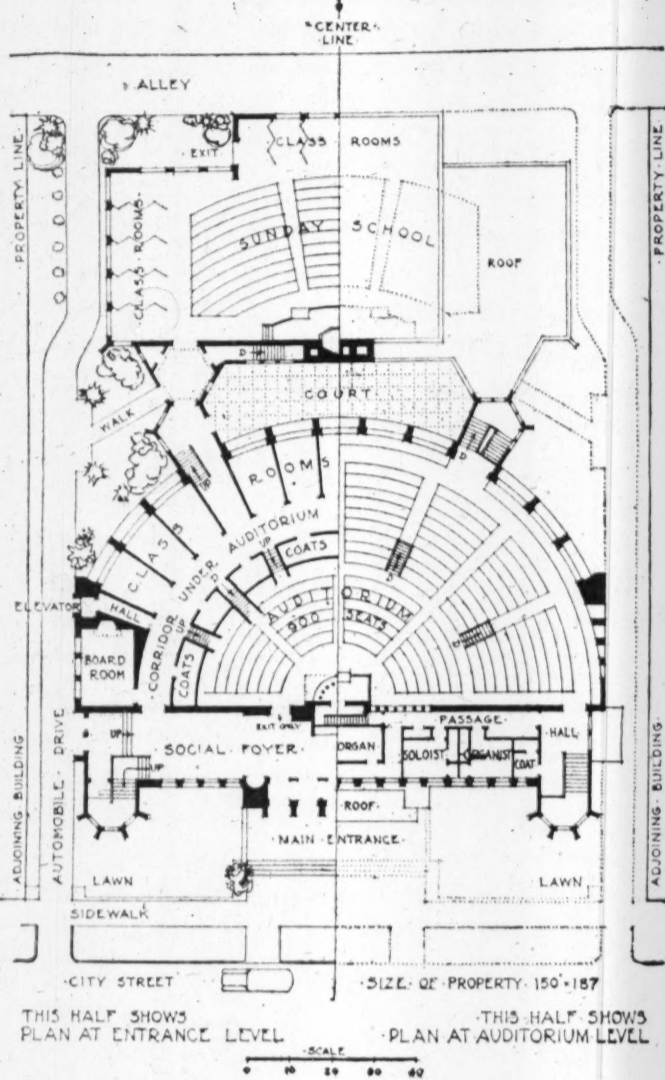 ·CENTER·
·LINE·
ALLEY
·PROPERTY·LINE·
·EXIT·
CLASS ROOMS
·PROPERTY·LINE·
CLASS·ROOMS·
SUNDAY SCHOOL
ROOF
D
COURT
WALK
D
ROOMS
CLASS
AUDITORIUM
UNDER
CORRIDOR
UP
COATS
D
D
AUDITORIUM
900 SEATS
ELEVATOR
HALL
UP
COATS
D
BOARD
ROOM
EXIT ONLY
PASSAGE·
·HALL·
UP
SOCIAL·FOYER·
ORGAN
SOLOIST
ORGANIST
COAT
UP
ADJOINING·BUILDING
AUTOMOBILE·DRIVE
·ROOF·
·MAIN·ENTRANCE·
ADJOINING·BUILDING
LAWN
LAWN
SIDEWALK
·CITY STREET
·SIZE·OF·PROPERTY·150'×187
THIS HALF SHOWS
PLAN AT ENTRANCE LEVEL
·THIS·HALF·SHOWS
·PLAN·AT·AUDITORIUM·LEVEL
·SCALE
0 10 20 30 40